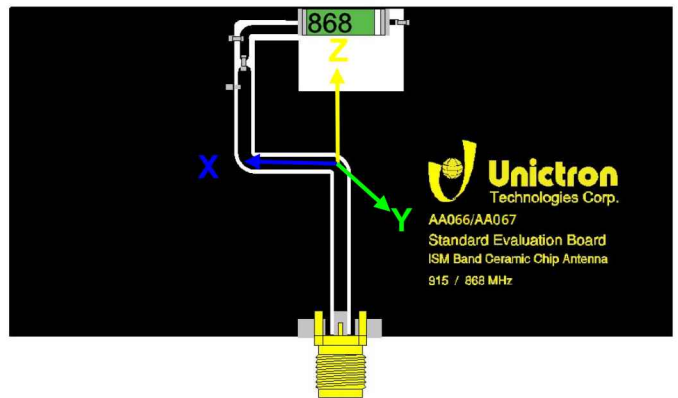 868
Z
X
Y
Unictron
Technologies Corp.
AA066/AA067
Standard Evaluation Board
ISM Band Ceramic Chip Antenna
915 / 868 MHz